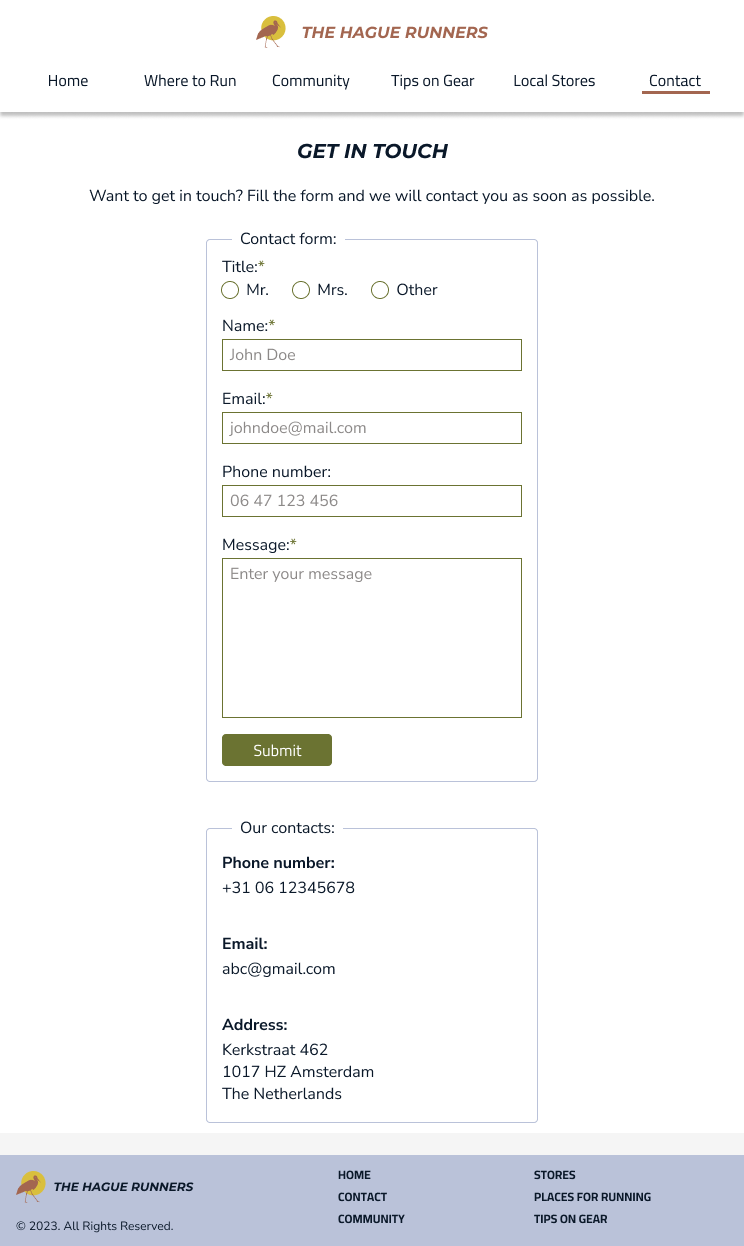 THE HAGUE RUNNERS
Home Where to Run Community Tips on Gear Local Stores Contact
GET IN TOUCH
Want to get in touch? Fill the form and we will contact you as soon as possible.
Contact form:
Title:*
Mr. Mrs. Other
Name:*
John Doe
Email:*
johndoe@mail.com
Phone number:
06 47 123 456
Message:*
Enter your message
Submit
Our contacts:
Phone number:
+31 06 12345678
Email:
abc@gmail.com
Address:
Kerkstraat 462
1017 HZ Amsterdam
The Netherlands
THE HAGUE RUNNERS
© 2023. All Rights Reserved.
HOME
CONTACT
COMMUNITY
STORES
PLACES FOR RUNNING
TIPS ON GEAR